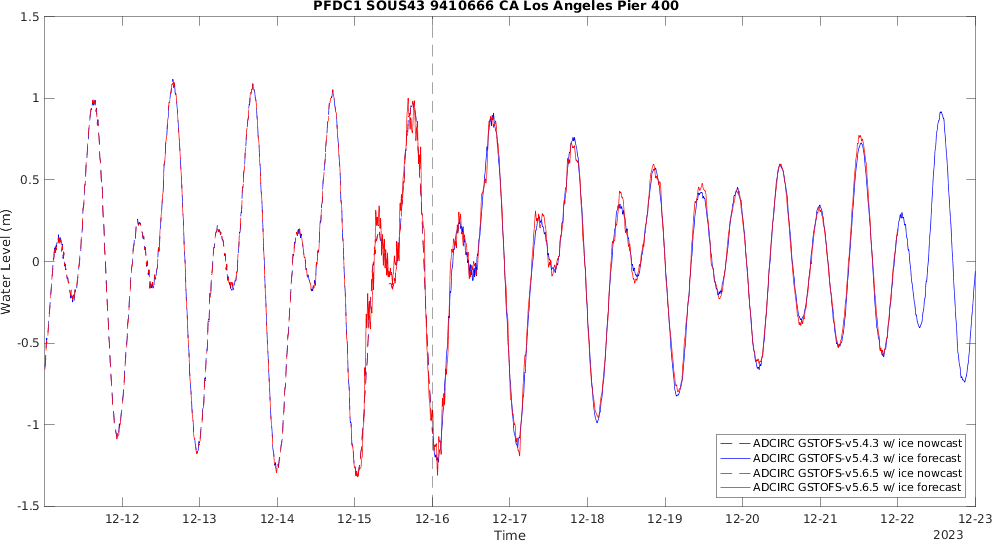 PFDC1 SOUS43 9410666 CA Los Angeles Pier 400
1.5
1
0.5
0
-0.5
-1
-1.5
Water Level (m)
ADCIRC GSTOFS-v5.4.3 w/ ice nowcast
ADCIRC GSTOFS-v5.4.3 w/ ice forecast
ADCIRC GSTOFS-v5.6.5 w/ ice nowcast
ADCIRC GSTOFS-v5.6.5 w/ ice forecast
12-12 12-13 12-14 12-15 12-16 12-17 12-18 12-19 12-20 12-21 12-22 12-23
Time
2023